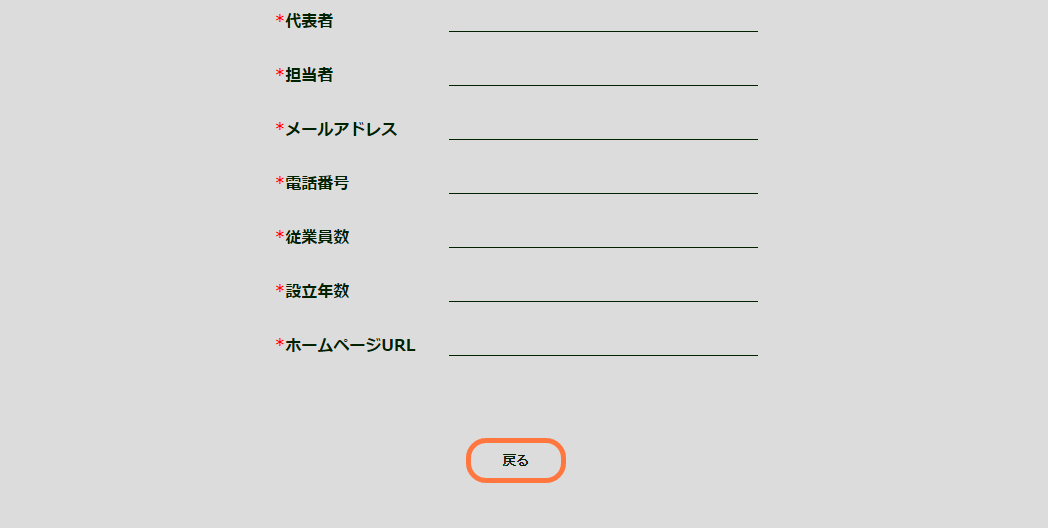 *代表者
*担当者
*メールアドレス
*電話番号
*従業員数
*設立年数
*ホームページURL
戻る